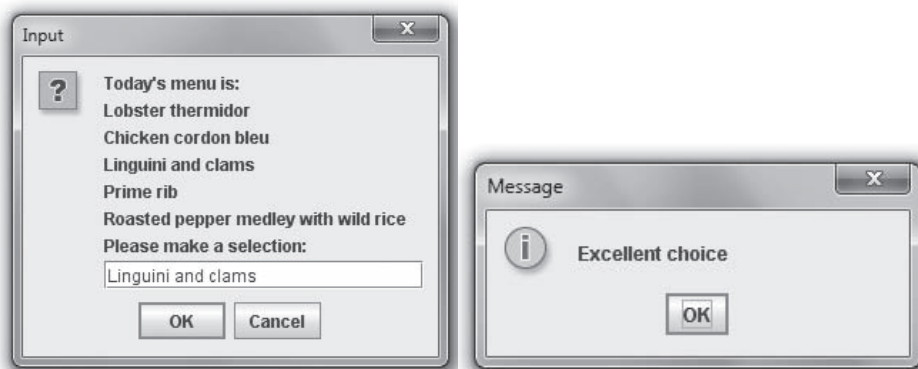 Input
X
?
Today's menu is:
Lobster thermidor
Chicken cordon bleu
Linguini and clams
Prime rib
Roasted pepper medley with wild rice
Please make a selection:
Linguini and clams
OK Cancel
Message
X
i
Excellent choice
OK